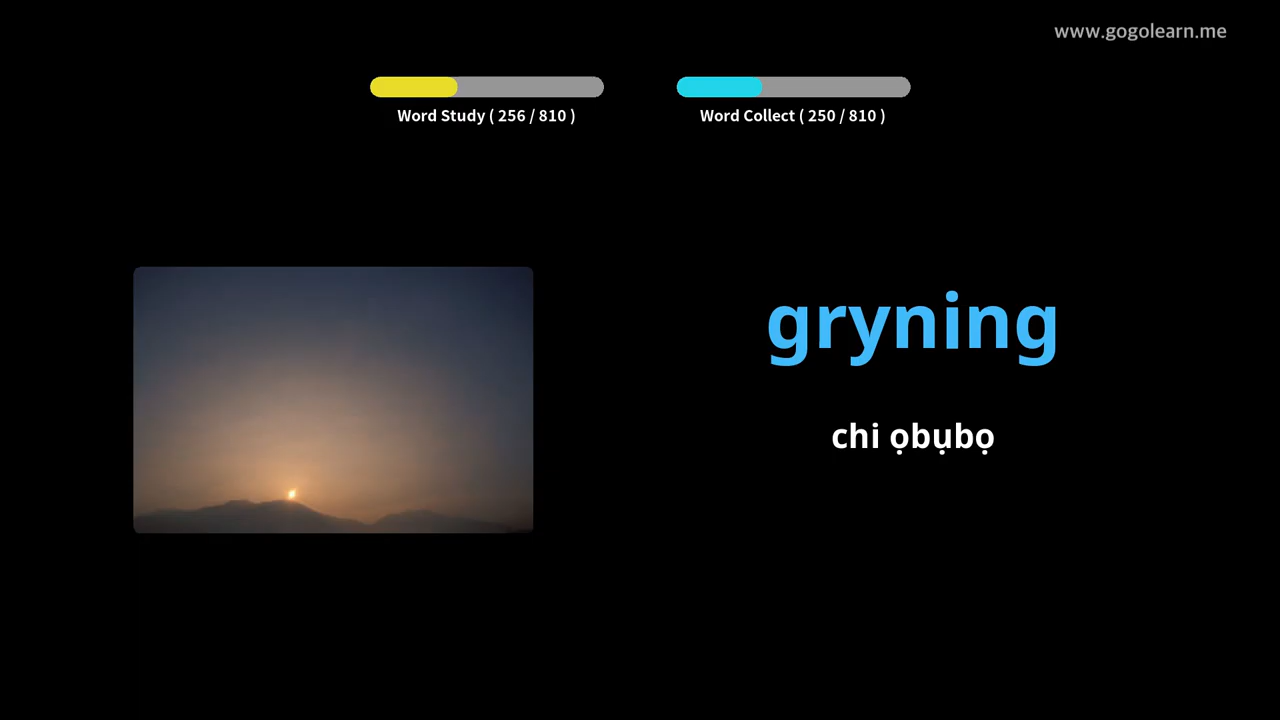 www.gogolearn.me
Word Study ( 256 / 810 )
Word Collect ( 250 / 810 )
gryning
chi ọbụbọ